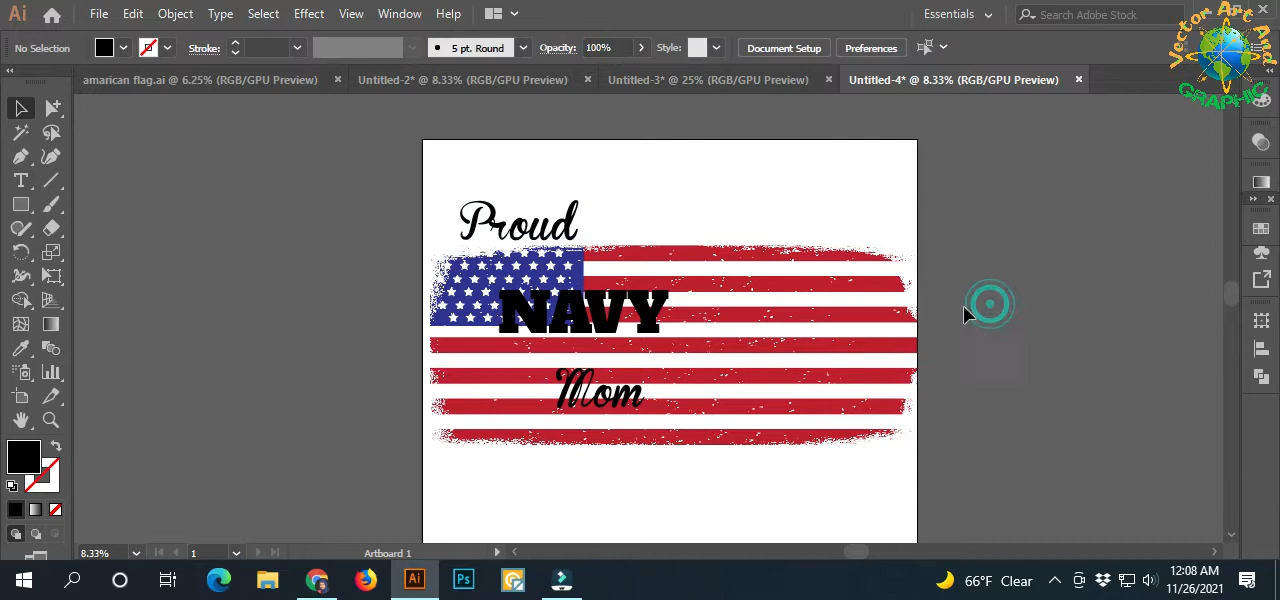 Ai File Edit Object Type Select Effect View Window Help Essentials Search Adobe Stock
No Selection Stroke: 5 pt. Round Opacity: 100% Style: Document Setup Preferences
amarican flag.ai @ 6.25% (RGB/GPU Preview) × Untitled-2* @ 8.33% (RGB/GPU Preview) × Untitled-3* @ 25% (RGB/GPU Preview) × Untitled-4* @ 8.33% (RGB/GPU Preview) ×
Vector Art And
GRAPHIC
Proud
NAVY
Mom
8.33% 1 Artboard 1
Ai Ps 66°F Clear 12:08 AM
11/26/2021